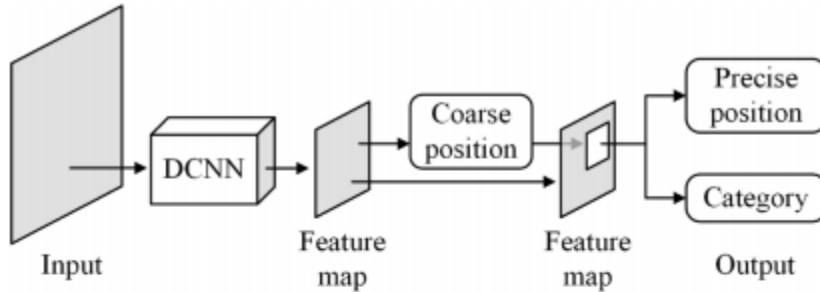 Input
DCNN
Feature
map
Coarse
position
Feature
map
Precise
position
Category
Output